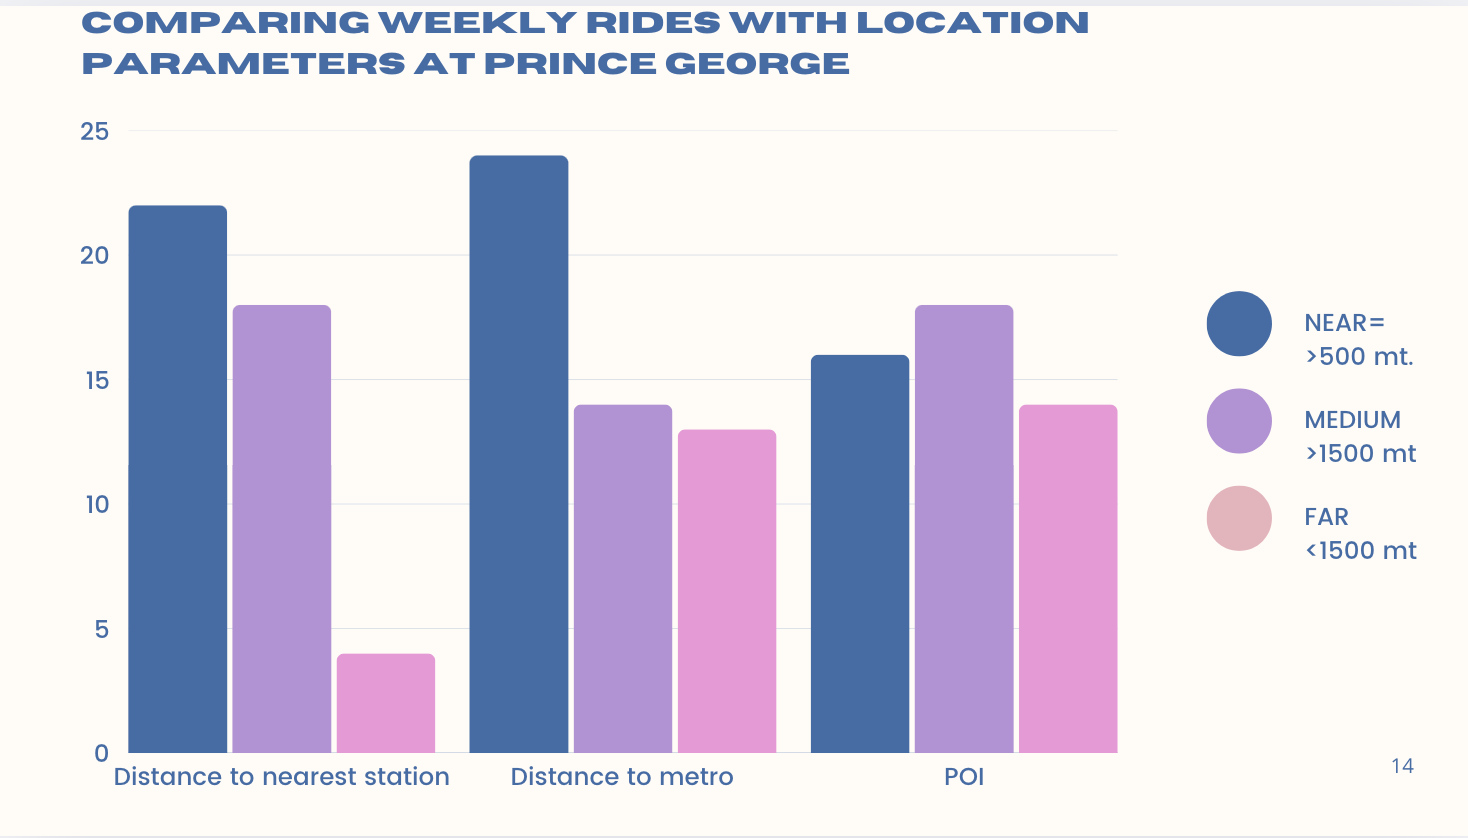 COMPARING WEEKLY RIDES WITH LOCATION
PARAMETERS AT PRINCE GEORGE
25
20
15
10
5
0
Distance to nearest station
Distance to metro
POI
NEAR=
>500 mt.
MEDIUM
>1500 mt
FAR
<1500 mt
14